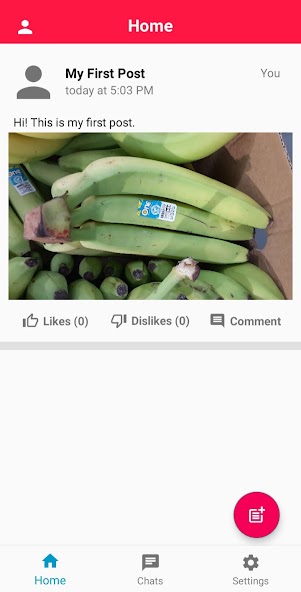 Home
My First Post
You
today at 5:03 PM
Hi! This is my first post.
one
Likes (0)
Dislikes (0)
Comment
Home
Chats
Settings